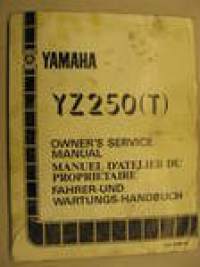 YAMAHA
YZ250(T)
OWNER'S SERVICE
MANUAL
MANUEL D'ATELIER DU
PROPRIETAIRE
FAHRER-UND
WARTUNGS-HANDBUCH